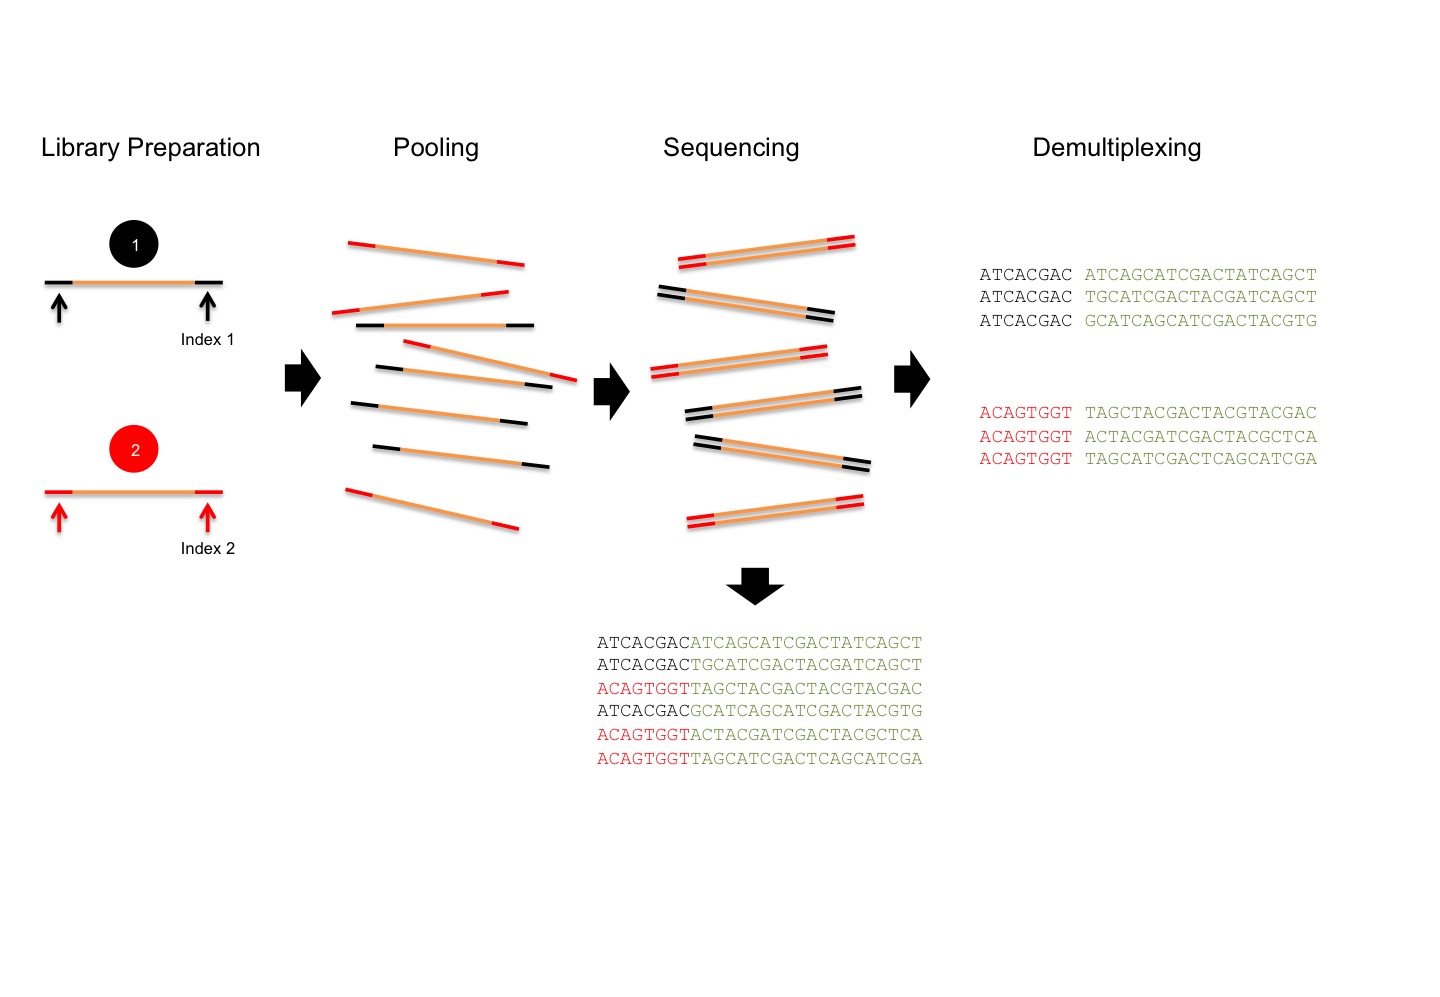 Library Preparation
Pooling
Sequencing
Demultiplexing
1
Index 1
2
Index 2
ATCACGAC ATCAGCATCGACTATCAGCT
ATCACGAC TGCATCGACTACGATCAGCT
ATCACGAC GCATCAGCATCGACTACGTG
ACAGTGGT TAGCTACGACTACGTACGAC
ACAGTGGT ACTACGATCGACTACGCTCA
ACAGTGGT TAGCATCGACTCAGCATCGA
ATCACGACATCAGCATCGACTATCAGCT
ATCACGACTGCATCGACTACGATCAGCT
ACAGTGGTTAGCTACGACTACGTACGAC
ATCACGACGCATCAGCATCGACTACGTG
ACAGTGGTACTACGATCGACTACGCTCA
ACAGTGGTTAGCATCGACTCAGCATCGA